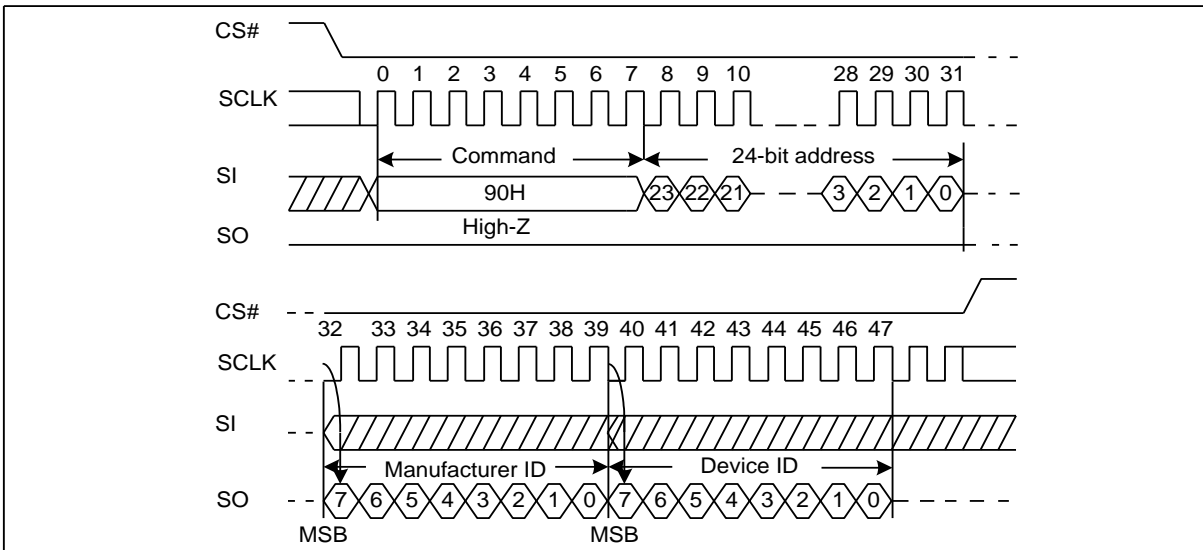 CS#
0 1 2 3 4 5 6 7 8 9 10 28 29 30 31
SCLK
Command 24-bit address
SI
90H 23 22 21 3 2 1 0
High-Z
SO
CS#
32 33 34 35 36 37 38 39 40 41 42 43 44 45 46 47
SCLK
SI
Manufacturer ID Device ID
SO 7 6 5 4 3 2 1 0 7 6 5 4 3 2 1 0
MSB MSB